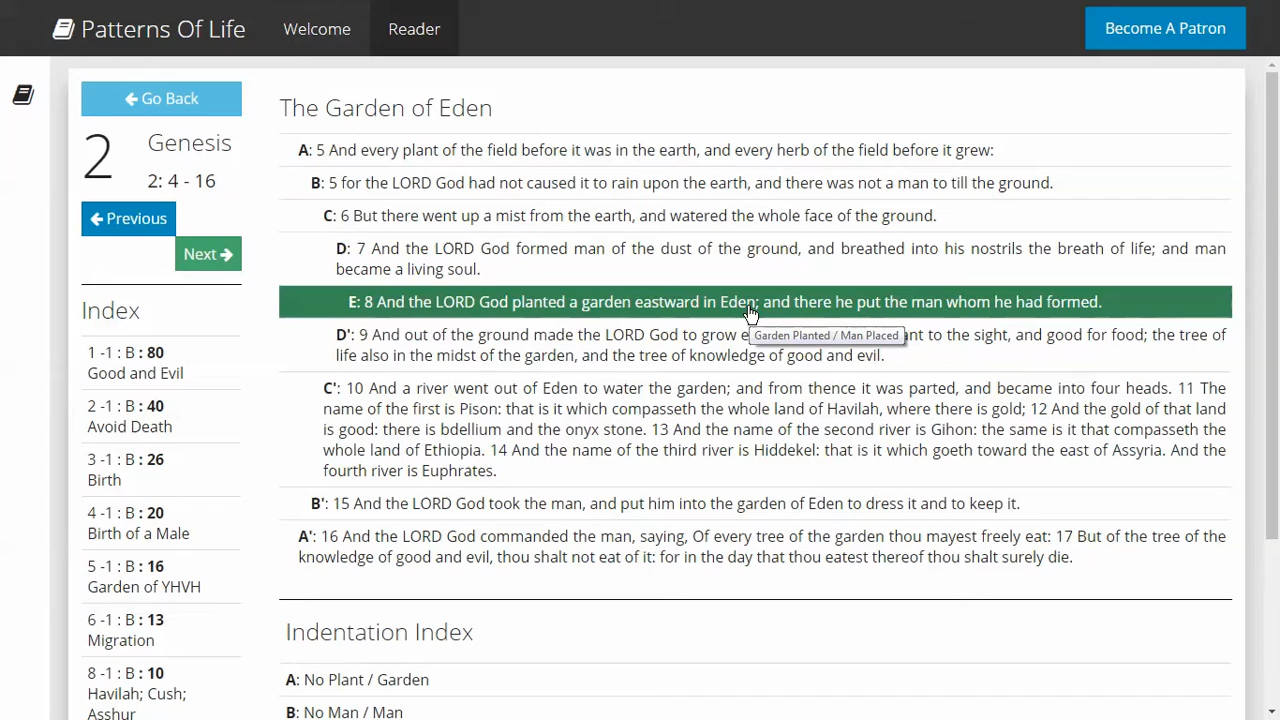 Patterns Of Life
Welcome
Reader
Become A Patron
Go Back
2
Genesis
2: 4 - 16
Previous
Next
Index
1 -1 : B : 80
Good and Evil
2 -1 : B : 40
Avoid Death
3 -1 : B : 26
Birth
4 -1 : B : 20
Birth of a Male
5 -1 : B : 16
Garden of YHVH
6 -1 : B : 13
Migration
8 -1 : B : 10
Havilah; Cush;
Asshur
The Garden of Eden
A: 5 And every plant of the field before it was in the earth, and every herb of the field before it grew:
B: 5 for the LORD God had not caused it to rain upon the earth, and there was not a man to till the ground.
C: 6 But there went up a mist from the earth, and watered the whole face of the ground.
D: 7 And the LORD God formed man of the dust of the ground, and breathed into his nostrils the breath of life; and man
became a living soul.
E: 8 And the LORD God planted a garden eastward in Eden; and there he put the man whom he had formed.
Garden Planted / Man Placed
D': 9 And out of the ground made the LORD God to grow to the sight, and good for food; the tree of
life also in the midst of the garden, and the tree of knowledge of good and evil.
C': 10 And a river went out of Eden to water the garden; and from thence it was parted, and became into four heads. 11 The
name of the first is Pison: that is it which compasseth the whole land of Havilah, where there is gold; 12 And the gold of that land
is good: there is bdellium and the onyx stone. 13 And the name of the second river is Gihon: the same is it that compasseth the
whole land of Ethiopia. 14 And the name of the third river is Hiddekel: that is it which goeth toward the east of Assyria. And the
fourth river is Euphrates.
B': 15 And the LORD God took the man, and put him into the garden of Eden to dress it and to keep it.
A': 16 And the LORD God commanded the man, saying, Of every tree of the garden thou mayest freely eat: 17 But of the tree of the
knowledge of good and evil, thou shalt not eat of it: for in the day that thou eatest thereof thou shalt surely die.
Indentation Index
A: No Plant / Garden
B: No Man / Man